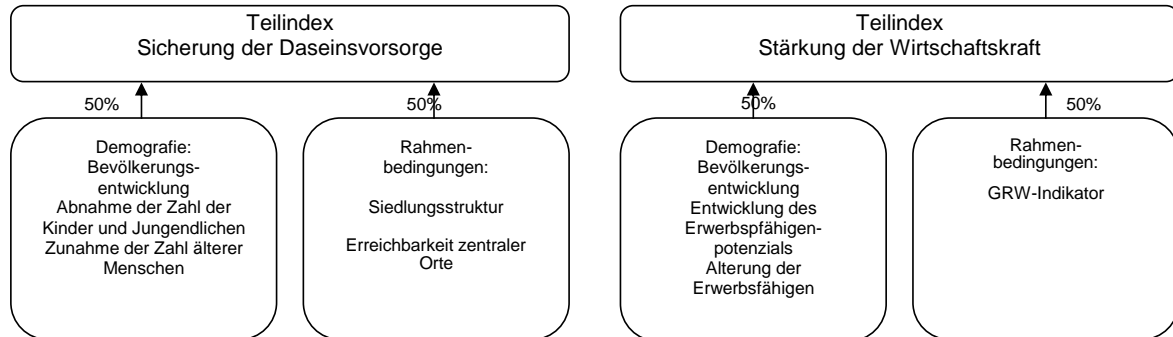 Teilindex
Sicherung der Daseinsvorsorge
50%
50%
Demografie:
Bevölkerungs-
entwicklung
Abnahme der Zahl der
Kinder und Jungendlichen
Zunahme der Zahl älterer
Menschen
Rahmen-
bedingungen:
Siedlungsstruktur
Erreichbarkeit zentraler
Orte
Teilindex
Stärkung der Wirtschaftskraft
50%
50%
Demografie:
Bevölkerungs-
entwicklung
Entwicklung des
Erwerbspfähigen-
potenzials
Alterung der
Erwerbsfähigen
Rahmen-
bedingungen:
GRW-Indikator